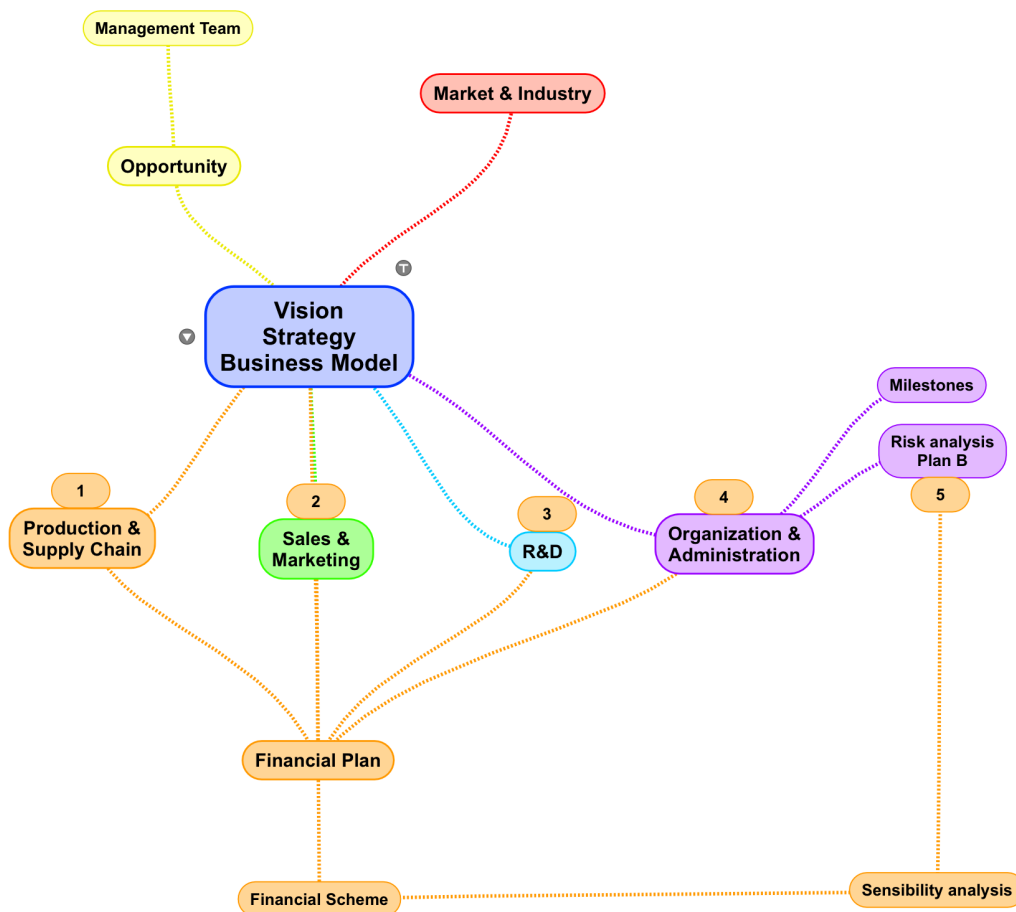 Management Team
Market & Industry
Opportunity
Vision
Strategy
Business Model
Milestones
Risk analysis
Plan B
1
2
3
4
5
Production &
Supply Chain
Sales &
Marketing
R&D
Organization &
Administration
Financial Plan
Financial Scheme
Sensibility analysis